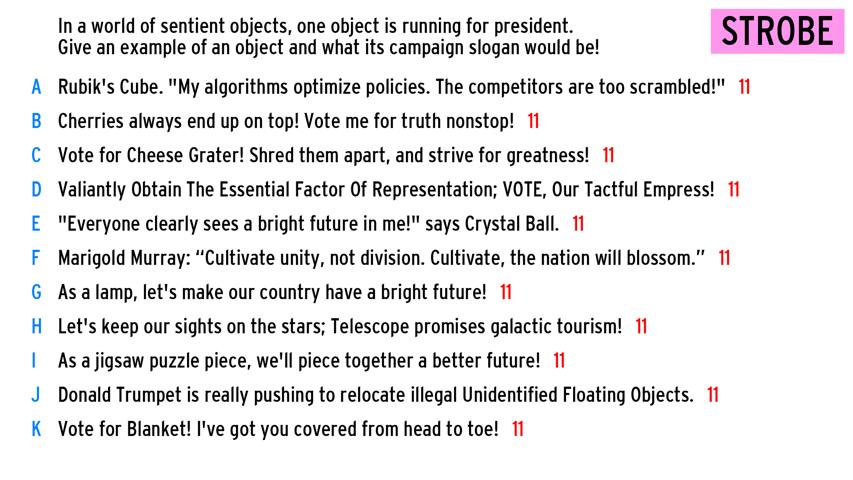 In a world of sentient objects, one object is running for president.
Give an example of an object and what its campaign slogan would be!
STROBE
A Rubik's Cube. "My algorithms optimize policies. The competitors are too scrambled!" 11
B Cherries always end up on top! Vote me for truth nonstop! 11
C Vote for Cheese Grater! Shred them apart, and strive for greatness! 11
D Valiantly Obtain The Essential Factor Of Representation; VOTE, Our Tactful Empress! 11
E "Everyone clearly sees a bright future in me!" says Crystal Ball. 11
F Marigold Murray: “Cultivate unity, not division. Cultivate, the nation will blossom.” 11
G As a lamp, let's make our country have a bright future! 11
H Let's keep our sights on the stars; Telescope promises galactic tourism! 11
I As a jigsaw puzzle piece, we'll piece together a better future! 11
J Donald Trumpet is really pushing to relocate illegal Unidentified Floating Objects. 11
K Vote for Blanket! I've got you covered from head to toe! 11